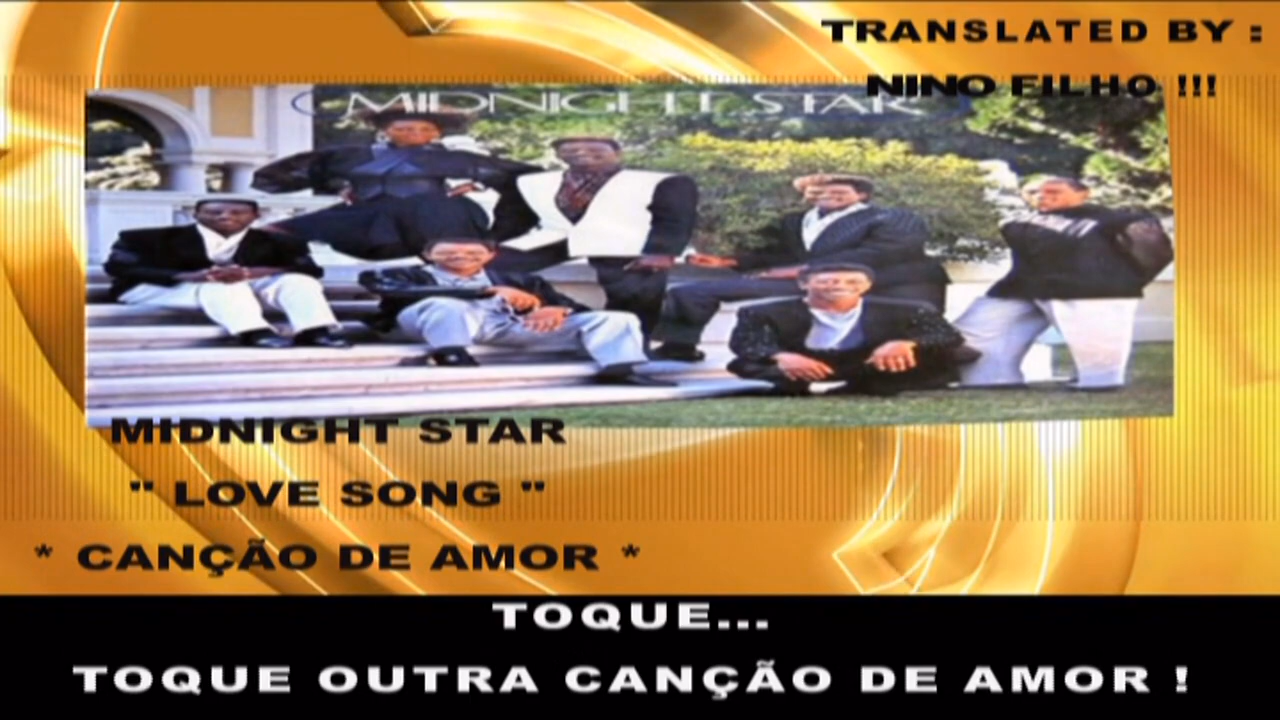 TRANSLATED BY :
NINO FILHO !!!
MIDNIGHT STAR
MIDNIGHT STAR
" LOVE SONG "
* CANÇÃO DE AMOR *
TOQUE...
TOQUE OUTRA CANÇÃO DE AMOR !